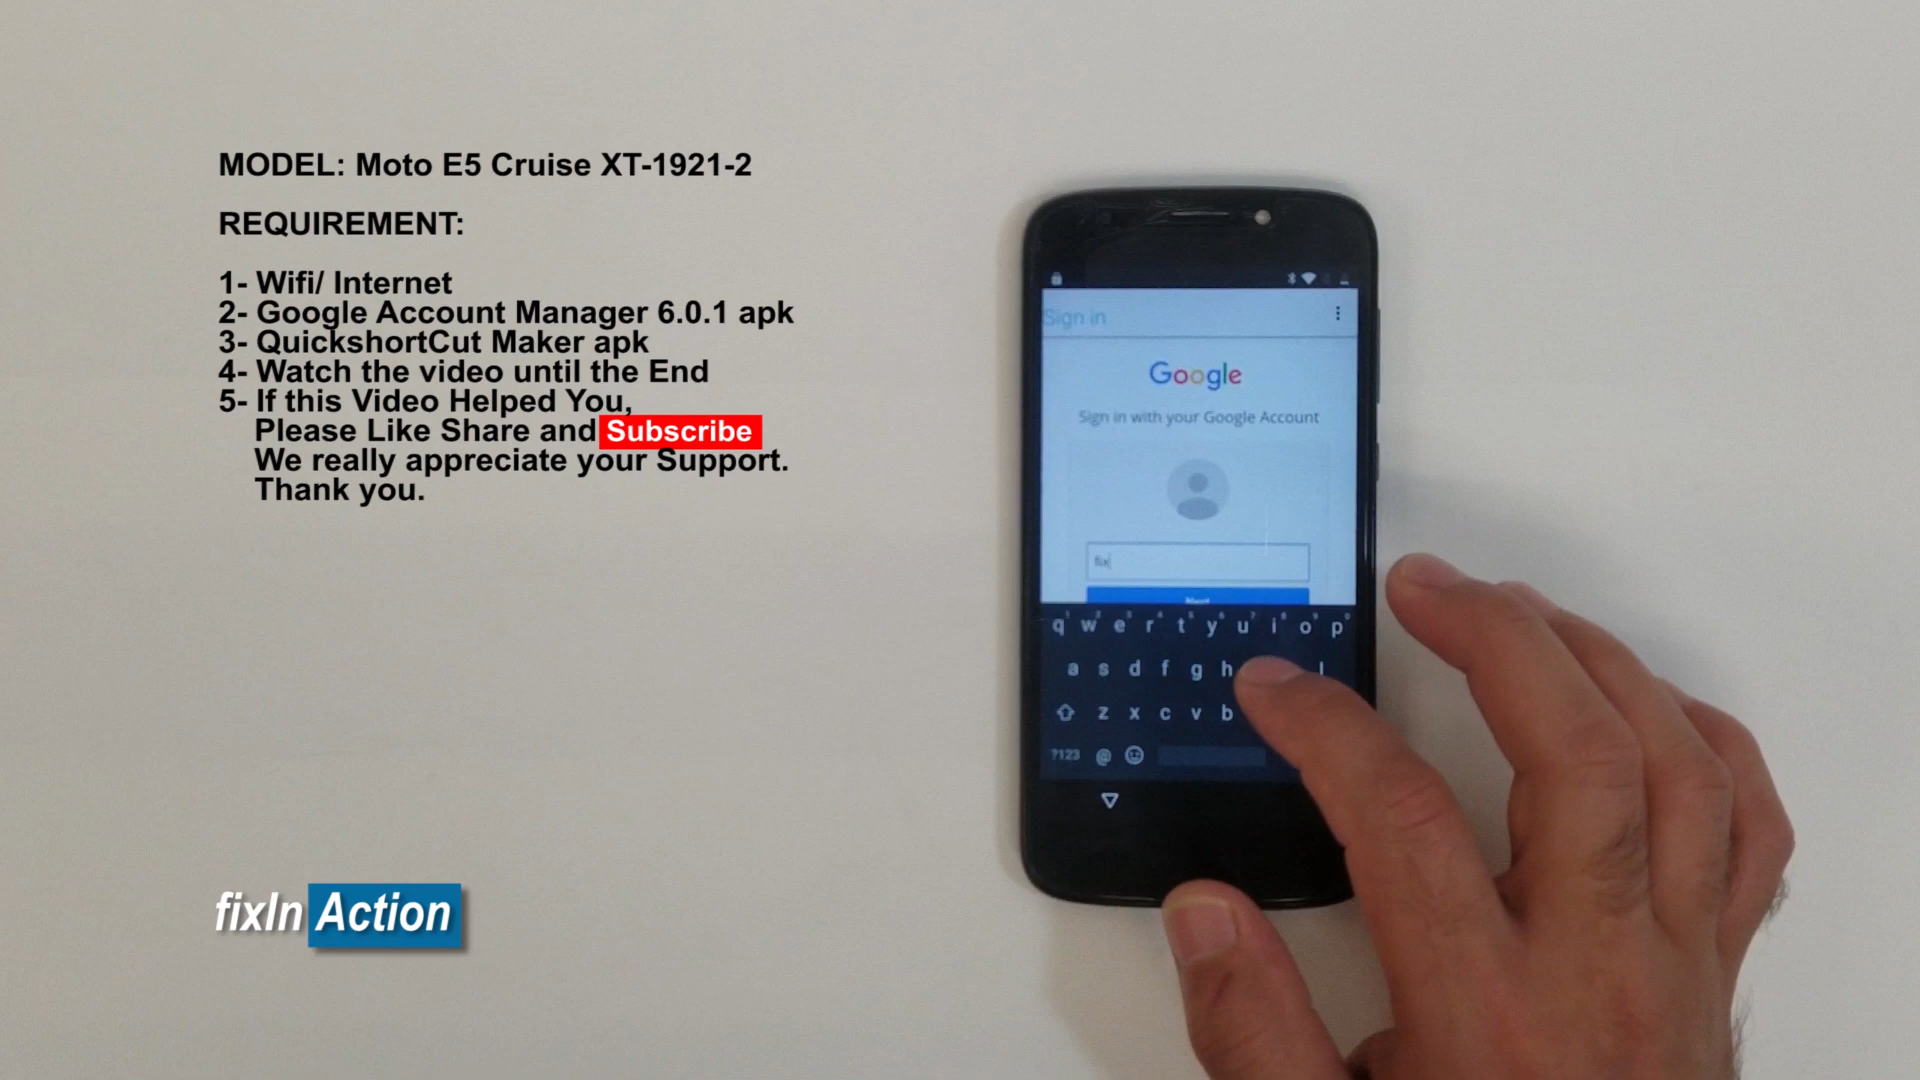 MODEL: Moto E5 Cruise XT-1921-2
REQUIREMENT:
1- Wifi/ Internet
2- Google Account Manager 6.0.1 apk
3- QuickshortCut Maker apk
4- Watch the video until the End
5- If this Video Helped You,
Please Like Share and Subscribe
We really appreciate your Support.
Thank you.
fixIn Action
Sign in
Google
Sign in with your Google Account
fix
Next
q w e r t y u i o p
a s d f g h l
z x c v b
?123 @